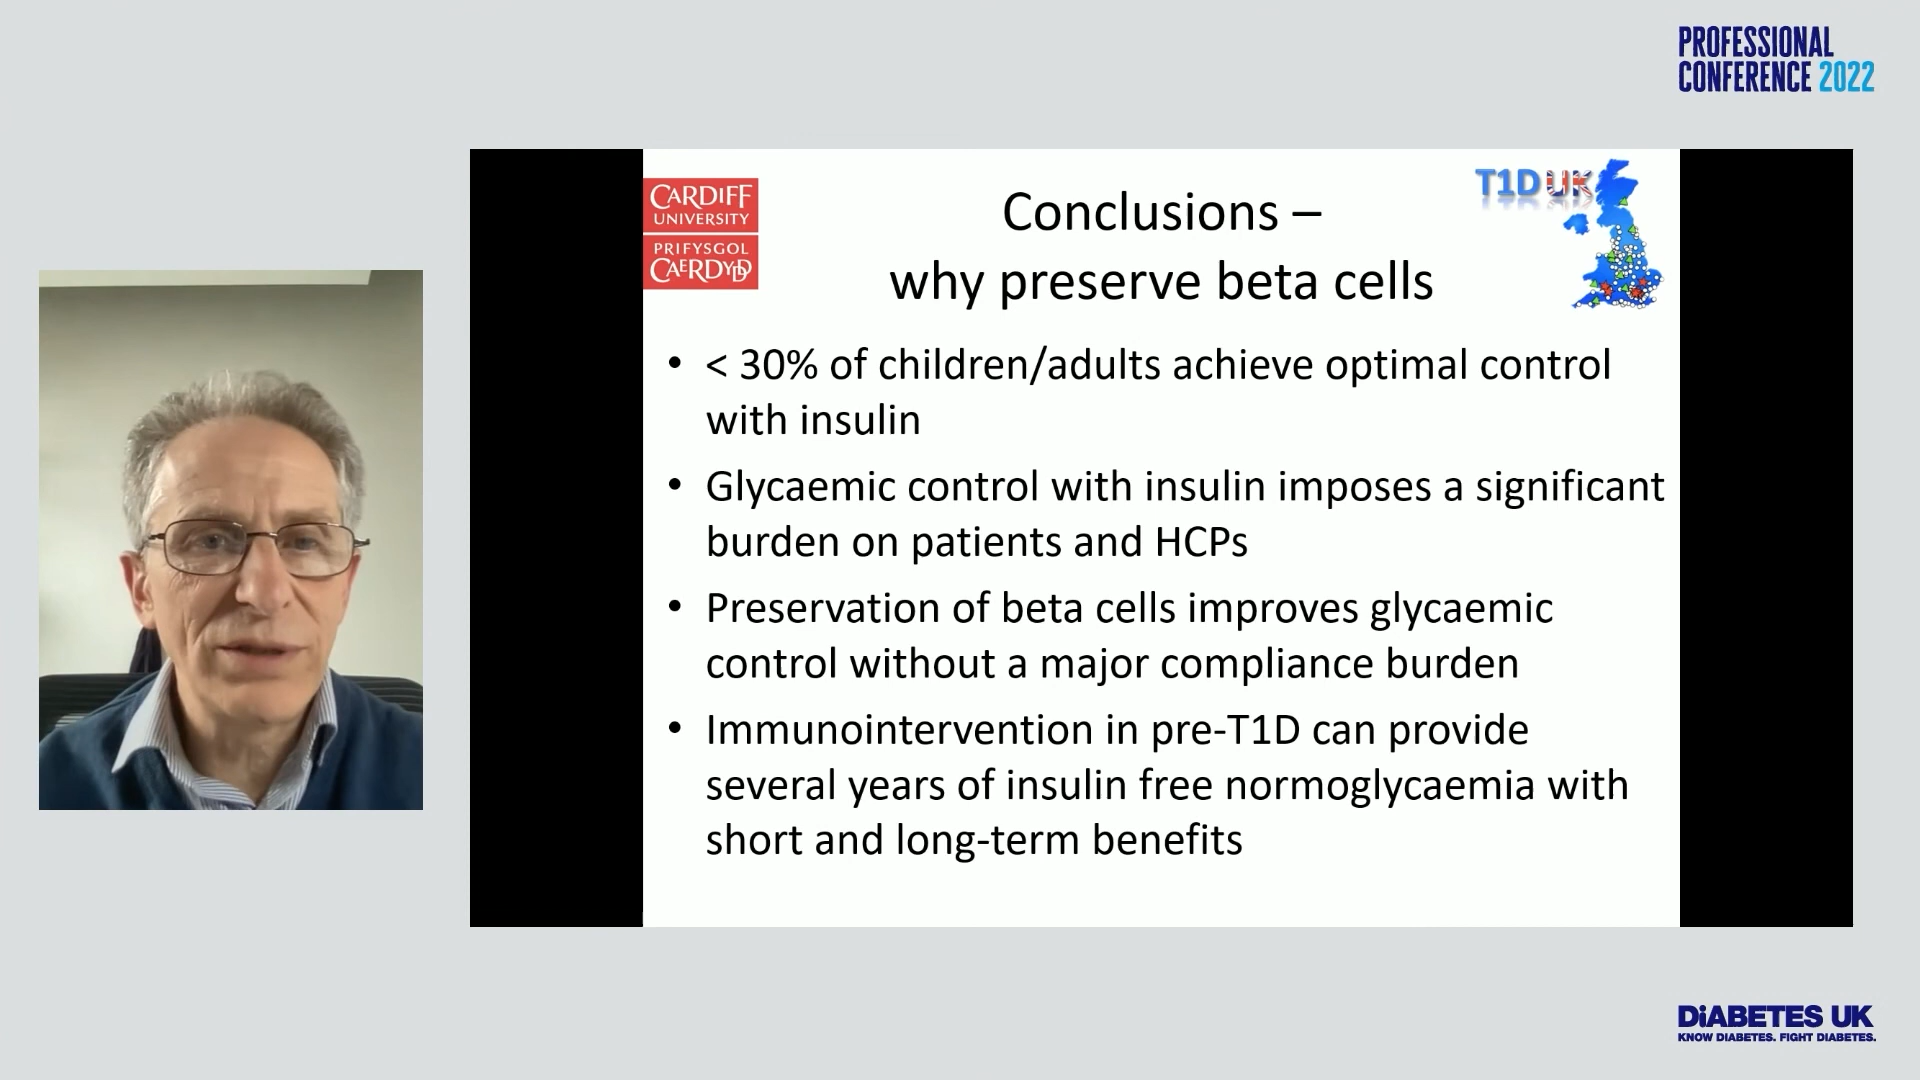 PROFESSIONAL
CONFERENCE 2022
CARDIFF
UNIVERSITY
PRIFYSGOL
CAERDYDD
T1D UK
Conclusions –
why preserve beta cells
• < 30% of children/adults achieve optimal control
with insulin
• Glycaemic control with insulin imposes a significant
burden on patients and HCPs
• Preservation of beta cells improves glycaemic
control without a major compliance burden
• Immunointervention in pre-T1D can provide
several years of insulin free normoglycaemia with
short and long-term benefits
DiABETES UK
KNOW DIABETES. FIGHT DIABETES.